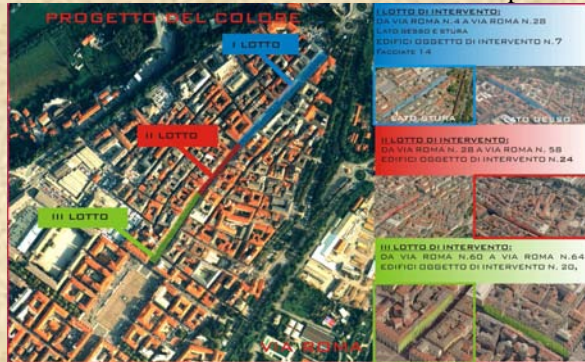 PROGETTO DEL COLORE
I LOTTO
II LOTTO
III LOTTO
VIA ROMA
I LOTTO DI INTERVENTO:
DA VIA ROMA N.4 A VIA ROMA N.28
LATO GESSO E STURA
EDIFICI OGGETTO DI INTERVENTO N.7
FACCIATE 14
LATO STURA
LATO GESSO
II LOTTO DI INTERVENTO:
DA VIA ROMA N. 28 A VIA ROMA N. 58
EDIFICI OGGETTO DI INTERVENTO N.24
III LOTTO DI INTERVENTO:
DA VIA ROMA N.60 A VIA ROMA N.64
EDIFICI OGGETTO DI INTERVENTO N. 20,